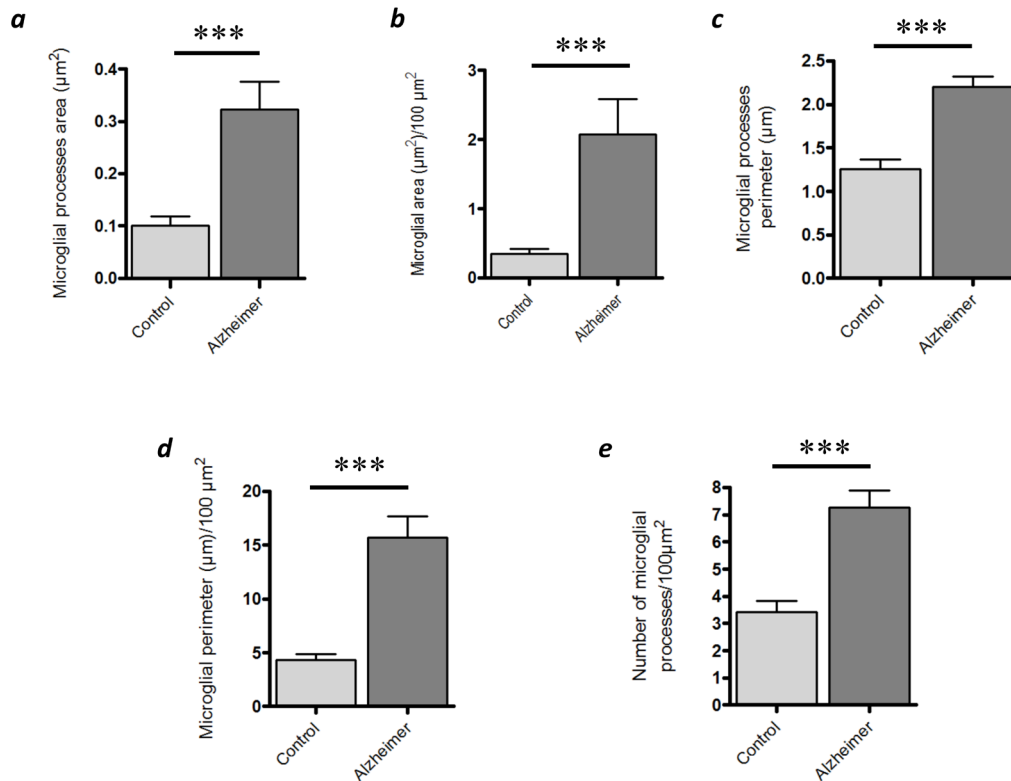 a
***
Microglial processes area (µm²)
0.4
0.3
0.2
0.1
0.0
Control
Alzheimer
b
***
Microglial area (µm²)/100 µm²
3
2
1
0
Control
Alzheimer
c
***
Microglial processes
perimeter (µm)
2.5
2.0
1.5
1.0
0.5
0.0
Control
Alzheimer
d
***
Microglial perimeter (µm)/100 µm²
20
15
10
5
0
Control
Alzheimer
e
***
Number of microglial
processes/100µm²
8
7
6
5
4
3
2
1
0
Control
Alzheimer